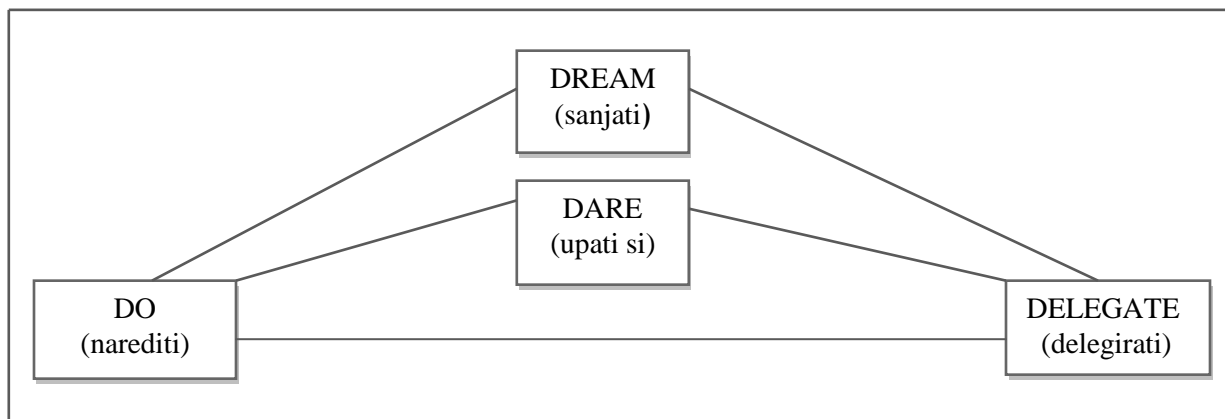 DREAM
(sanjati)
DARE
(upati si)
DO
(narediti)
DELEGATE
(delegirati)